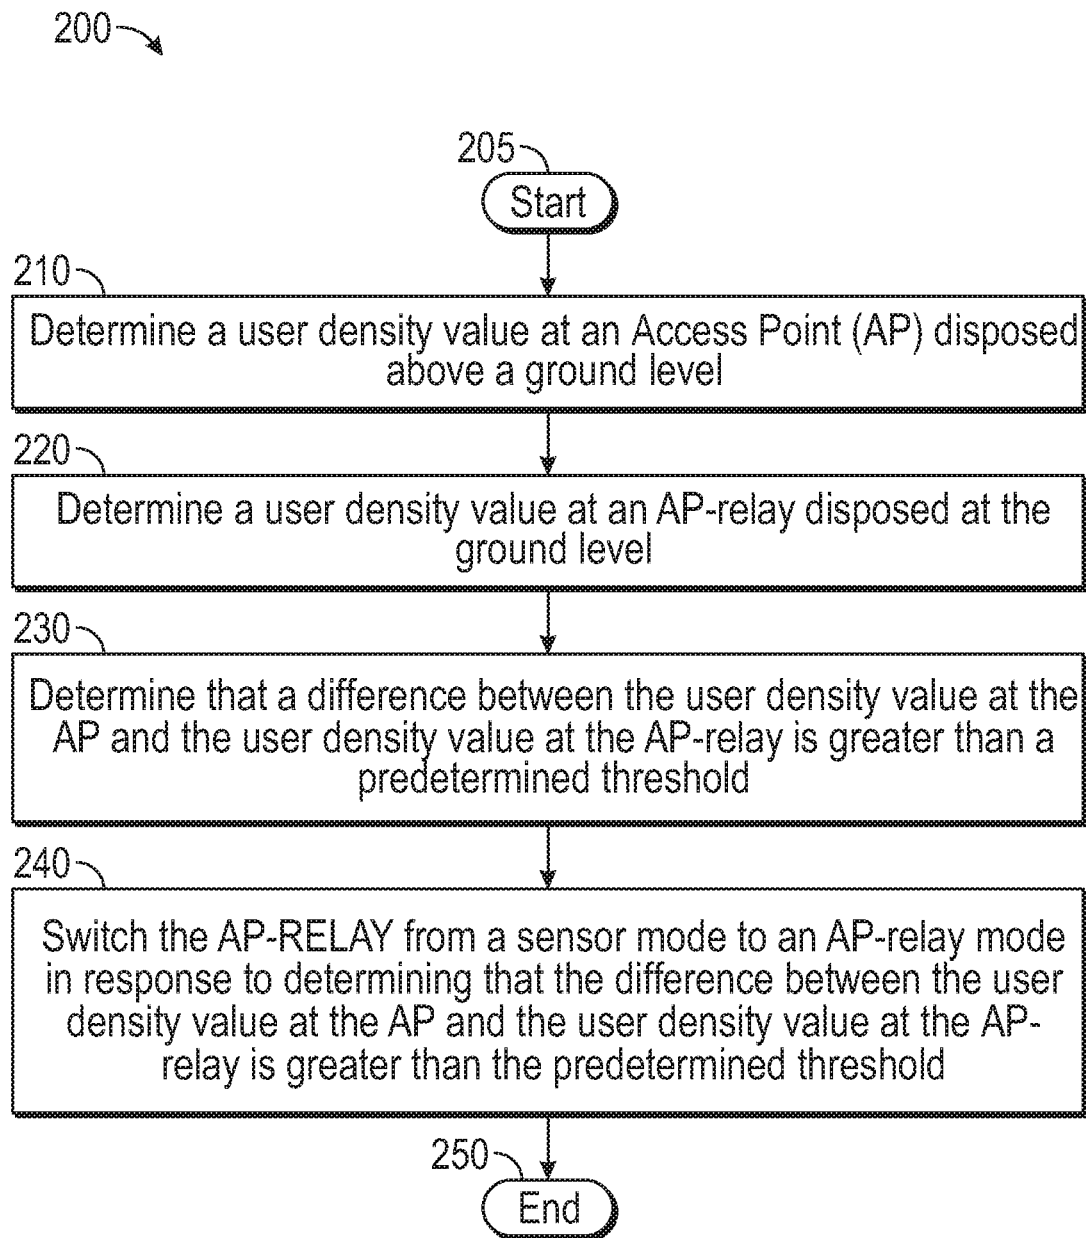 200
205
Start
210
Determine a user density value at an Access Point (AP) disposed
above a ground level
220
Determine a user density value at an AP-relay disposed at the
ground level
230
Determine that a difference between the user density value at the
AP and the user density value at the AP-relay is greater than a
predetermined threshold
240
Switch the AP-RELAY from a sensor mode to an AP-relay mode
in response to determining that the difference between the user
density value at the AP and the user density value at the AP-
relay is greater than the predetermined threshold
250
End